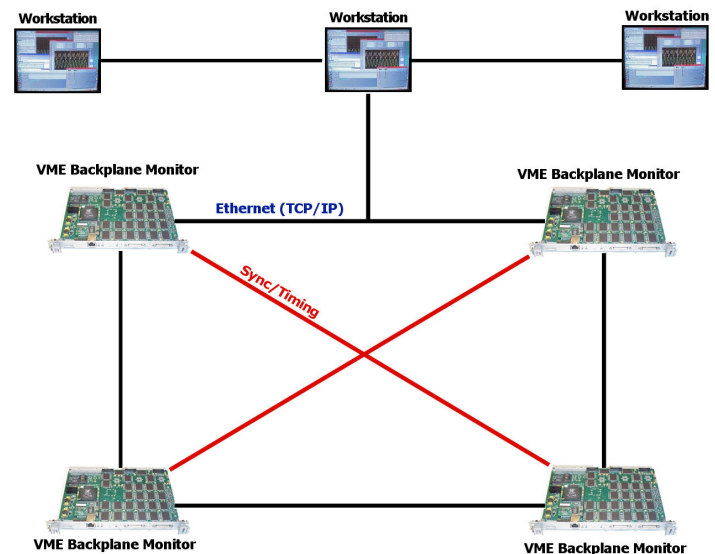 Workstation
Workstation
Workstation
VME Backplane Monitor
VME Backplane Monitor
Ethernet (TCP/IP)
Sync/Timing
VME Backplane Monitor
VME Backplane Monitor